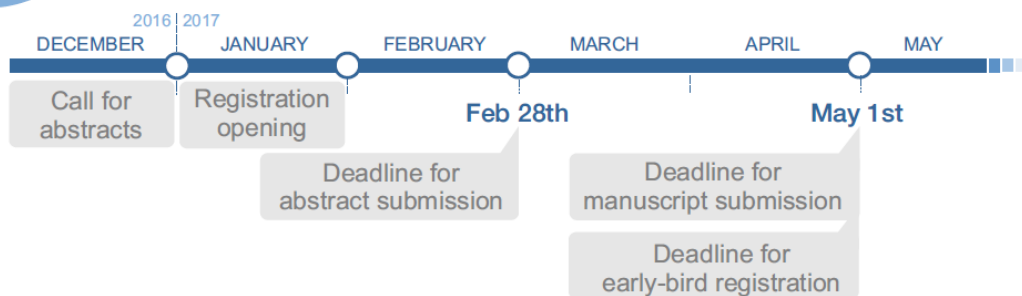 2016 2017
DECEMBER JANUARY FEBRUARY MARCH APRIL MAY
Call for
abstracts
Registration
opening
Feb 28th
May 1st
Deadline for
abstract submission
Deadline for
manuscript submission
Deadline for
early-bird registration